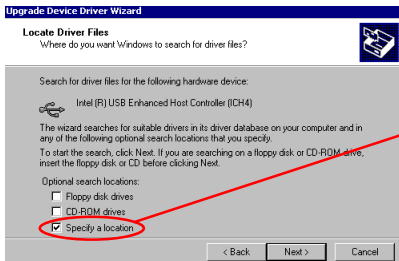 Upgrade Device Driver Wizard
Locate Driver Files
Where do you want Windows to search for driver files?
Search for driver files for the following hardware device:
Intel (R) USB Enhanced Host Controller (ICH4)
The wizard searches for suitable drivers in its driver database on your computer and in
any of the following optional search locations that you specify.
To start the search, click Next. If you are searching on a floppy disk or CD-ROM drive,
insert the floppy disk or CD before clicking Next.
Optional search locations:
Floppy disk drives
CD-ROM drives
Specify a location
< Back
Next >
Cancel